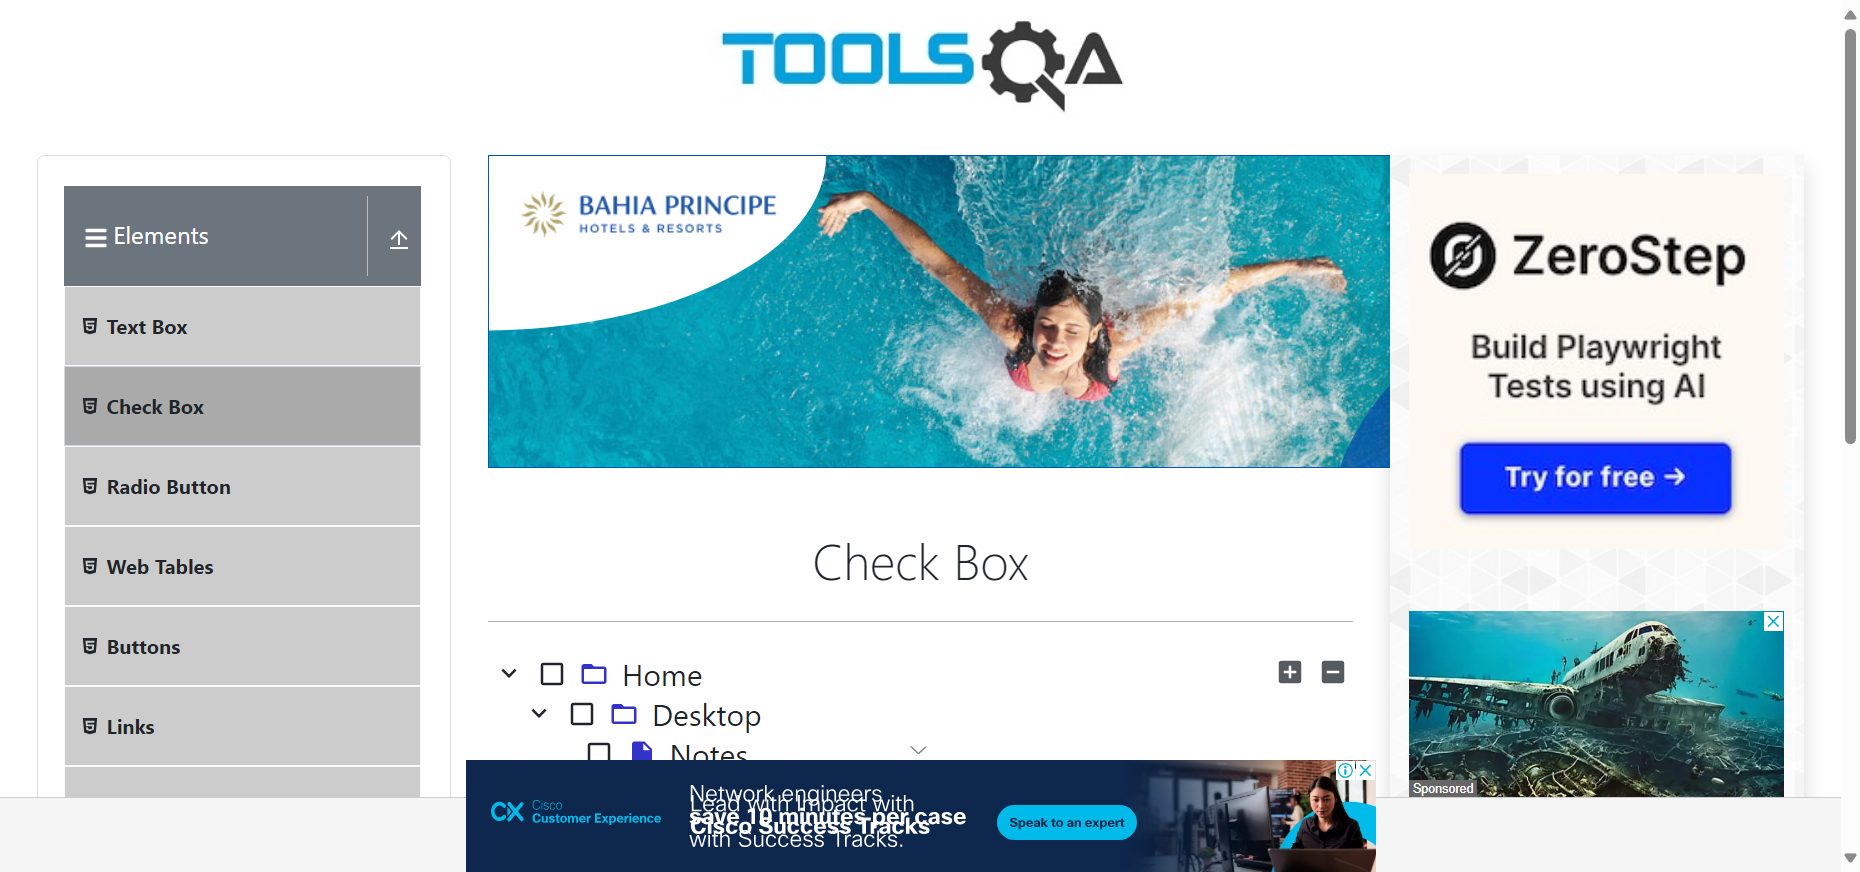 TOOLSQA
Elements
Text Box
Check Box
Radio Button
Web Tables
Buttons
Links
BAHIA PRINCIPE
HOTELS & RESORTS
ZeroStep
Build Playwright
Tests using AI
Try for free →
Check Box
Home
Desktop
Notes
Sponsored
CX Cisco
Customer Experience
Network engineers
Lead with Impact with
save 10 minutes per case
Cisco Success Tracks
with Success Tracks.
Speak to an expert